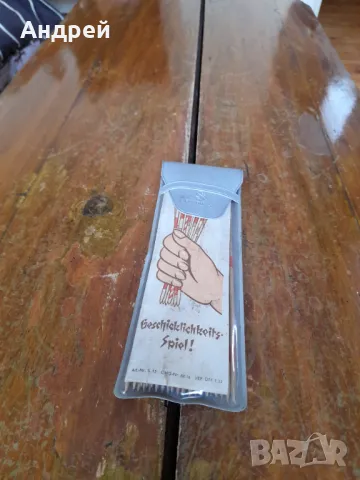 Андрей
Geschicklichkeits-
Spiel!
BAZAR